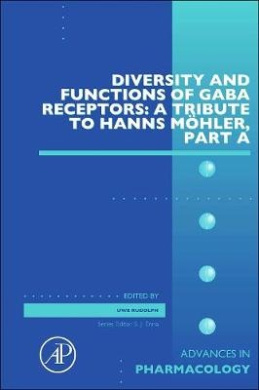 DIVERSITY AND
FUNCTIONS OF GABA
RECEPTORS: A TRIBUTE
TO HANNS MÖHLER,
PART A
EDITED BY
UWE RUDOLPH
Series Editor: S. J. Enna
AP
ADVANCES IN
PHARMACOLOGY